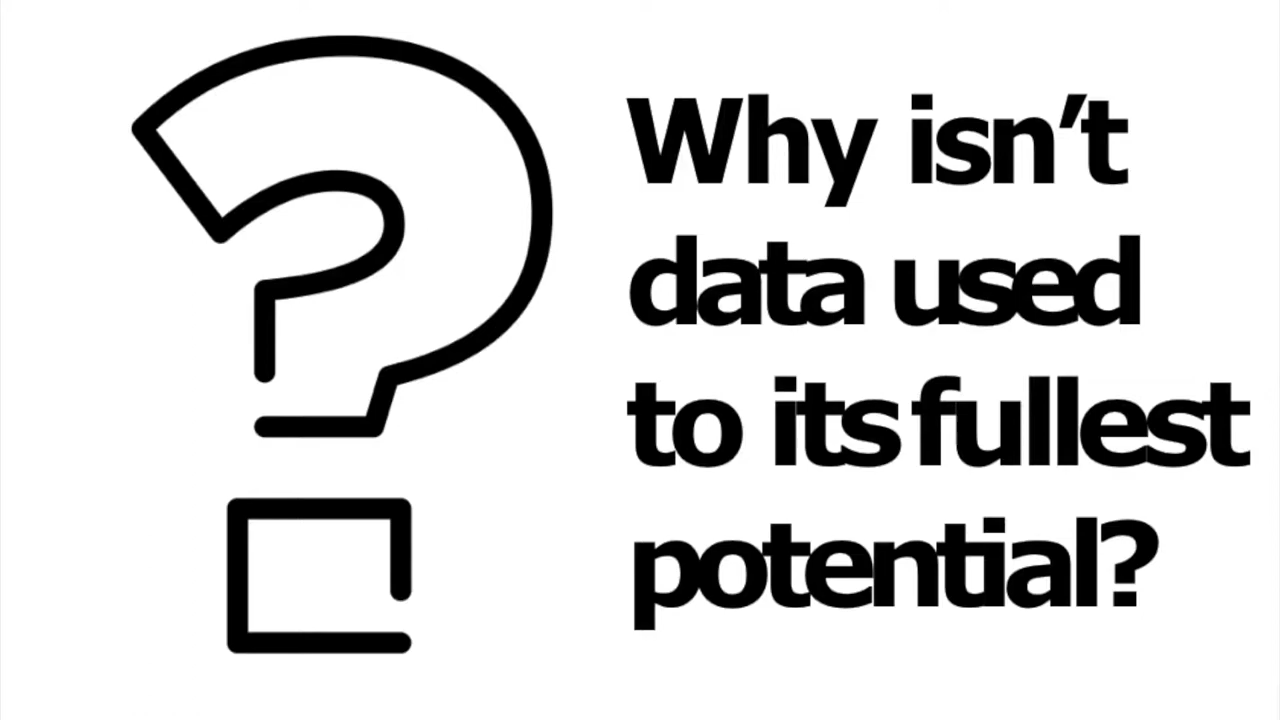 Why isn’t
data used
to its fullest
potential?